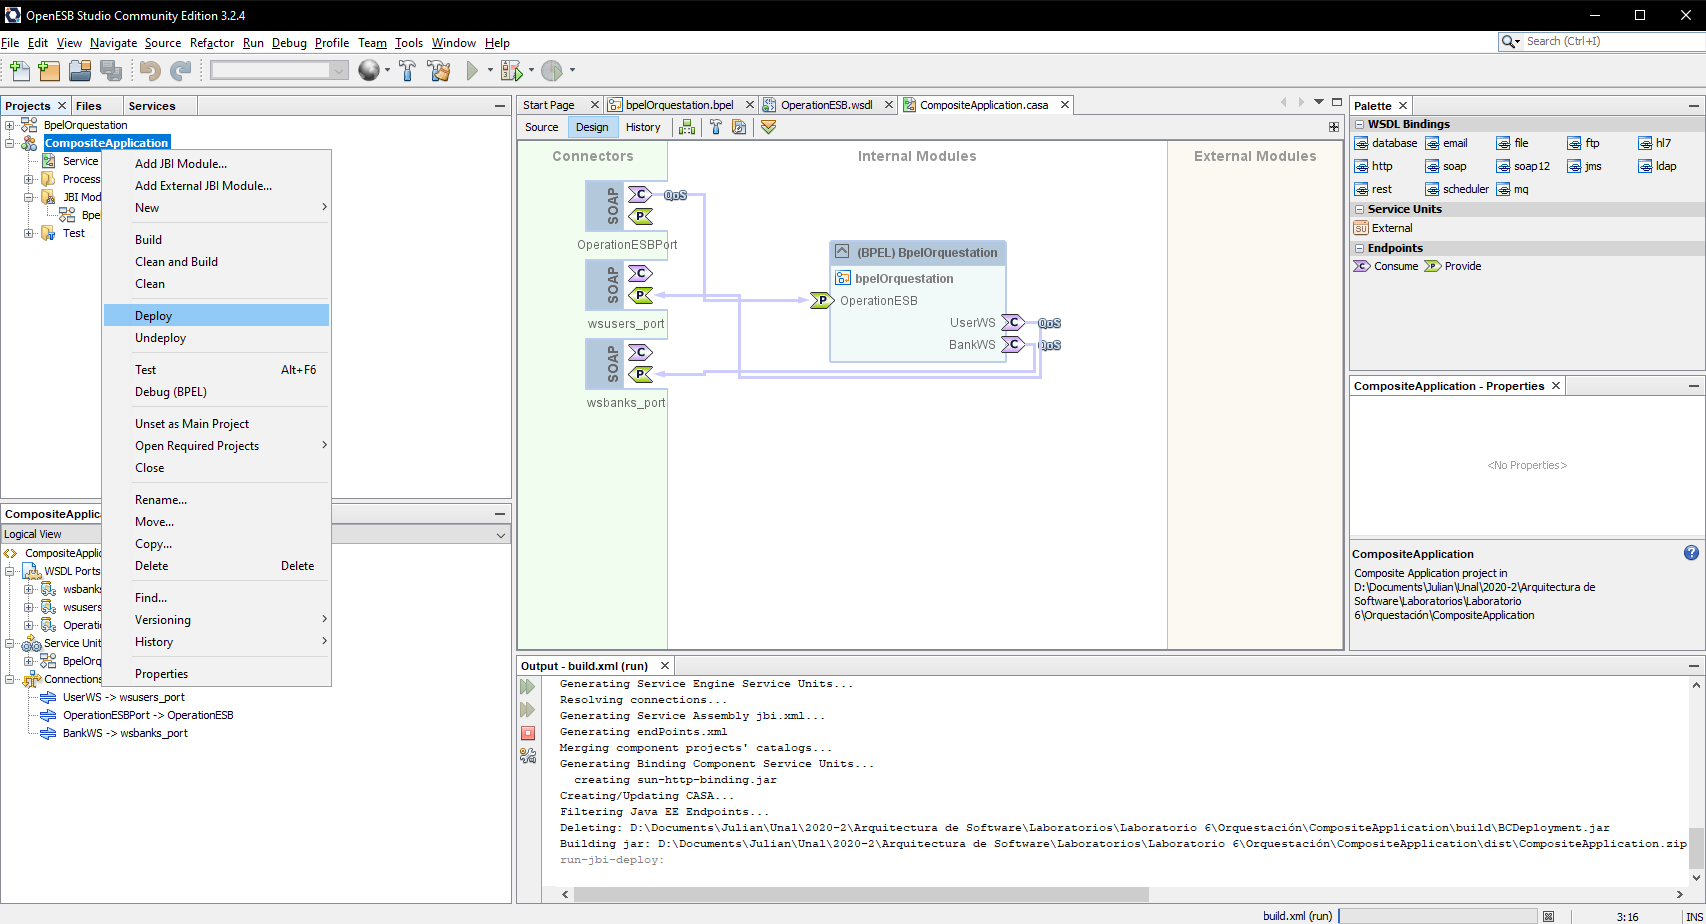 OpenESB Studio Community Edition 3.2.4
File Edit View Navigate Source Refactor Run Debug Profile Team Tools Window Help
Search (Ctrl+I)
Projects Files Services
BpelOrquestation
CompositeApplication
Service
Process
JBI Mod
Bpe
Test
Add JBI Module...
Add External JBI Module...
New
Build
Clean and Build
Clean
Deploy
Undeploy
Test Alt+F6
Debug (BPEL)
Unset as Main Project
Open Required Projects
Close
Rename...
Move...
Copy...
Delete Delete
Find...
Versioning
History
Properties
CompositeApplic
Logical View
CompositeApplic
WSDL Ports
wsbank
wsusers
Operati
Service Unit
BpelOrq
Connections
UserWS -> wsusers_port
OperationESBPort -> OperationESB
BankWS -> wsbanks_port
Start Page bpelOrquestation.bpel OperationESB.wsdl CompositeApplication.casa
Source Design History
Connectors Internal Modules External Modules
SOAP
C QoS
P
OperationESBPort
SOAP
C
P
wsusers_port
SOAP
C
P
wsbanks_port
(BPEL) BpelOrquestation
bpelOrquestation
P OperationESB
UserWS C QoS
BankWS C QoS
Palette
WSDL Bindings
database email file ftp hl7
http soap soap12 jms ldap
rest scheduler mq
Service Units
SU External
Endpoints
C Consume P Provide
CompositeApplication - Properties
<No Properties>
CompositeApplication
Composite Application project in
D:\Documents\Julian\Unal\2020-2\Arquitectura de
Software\Laboratorios\Laboratorio
6\Orquestación\CompositeApplication
Output - build.xml (run)
Generating Service Engine Service Units...
Resolving connections...
Generating Service Assembly jbi.xml...
Generating endPoints.xml
Merging component projects' catalogs...
Generating Binding Component Service Units...
creating sun-http-binding.jar
Creating/Updating CASA...
Filtering Java EE Endpoints...
Deleting: D:\Documents\Julian\Unal\2020-2\Arquitectura de Software\Laboratorios\Laboratorio 6\Orquestación\CompositeApplication\build\BCDeployment.jar
Building jar: D:\Documents\Julian\Unal\2020-2\Arquitectura de Software\Laboratorios\Laboratorio 6\Orquestación\CompositeApplication\dist\CompositeApplication.zip
run-jbi-deploy:
build.xml (run) 3:16 INS